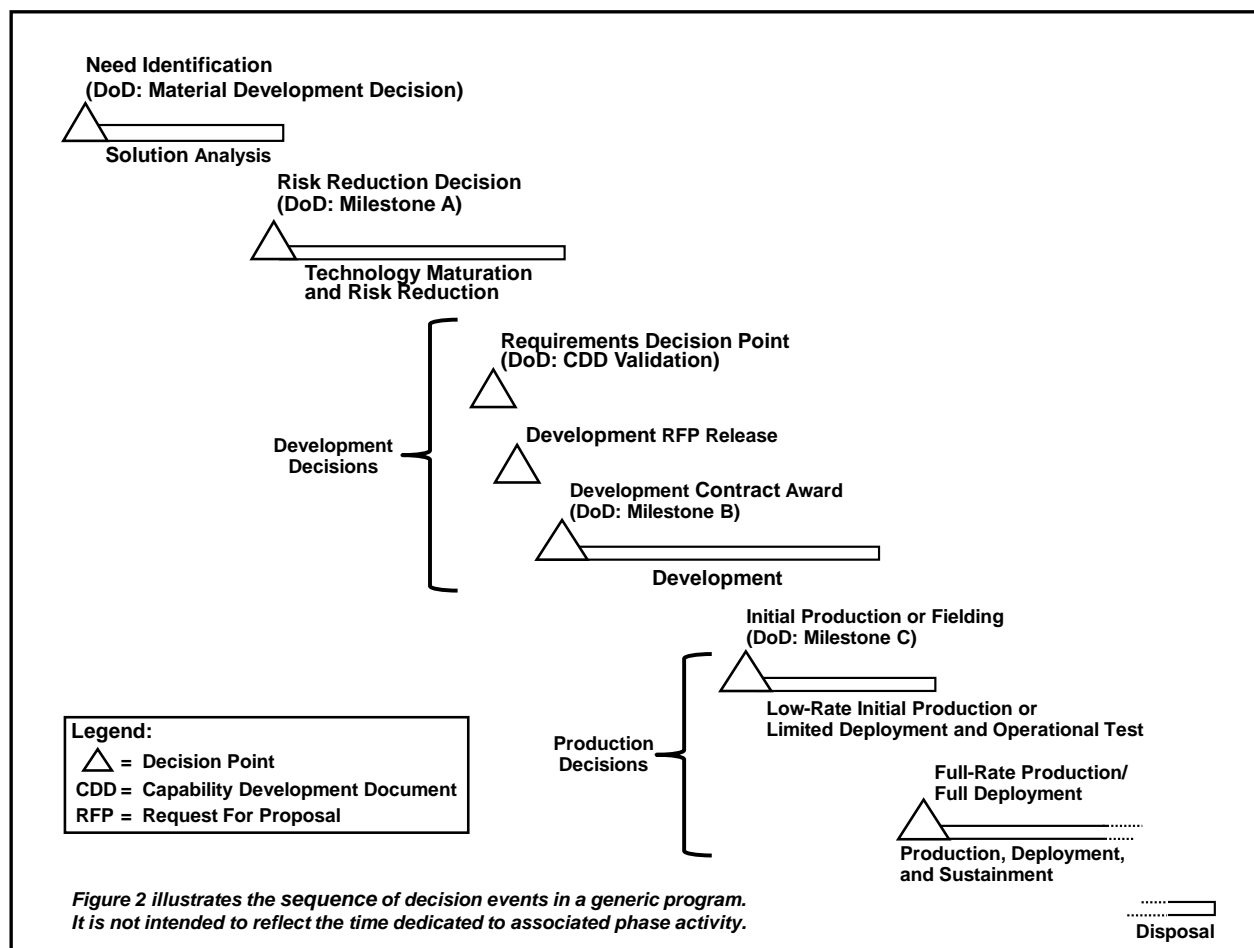 Need Identification
(DoD: Material Development Decision)
Solution Analysis
Risk Reduction Decision
(DoD: Milestone A)
Technology Maturation
and Risk Reduction
Requirements Decision Point
(DoD: CDD Validation)
Development RFP Release
Development
Decisions
Development Contract Award
(DoD: Milestone B)
Development
Initial Production or Fielding
(DoD: Milestone C)
Low-Rate Initial Production or
Limited Deployment and Operational Test
Production
Decisions
Full-Rate Production/
Full Deployment
Production, Deployment,
and Sustainment
Disposal
Legend:
= Decision Point
CDD = Capability Development Document
RFP = Request For Proposal
Figure 2 illustrates the sequence of decision events in a generic program.
It is not intended to reflect the time dedicated to associated phase activity.